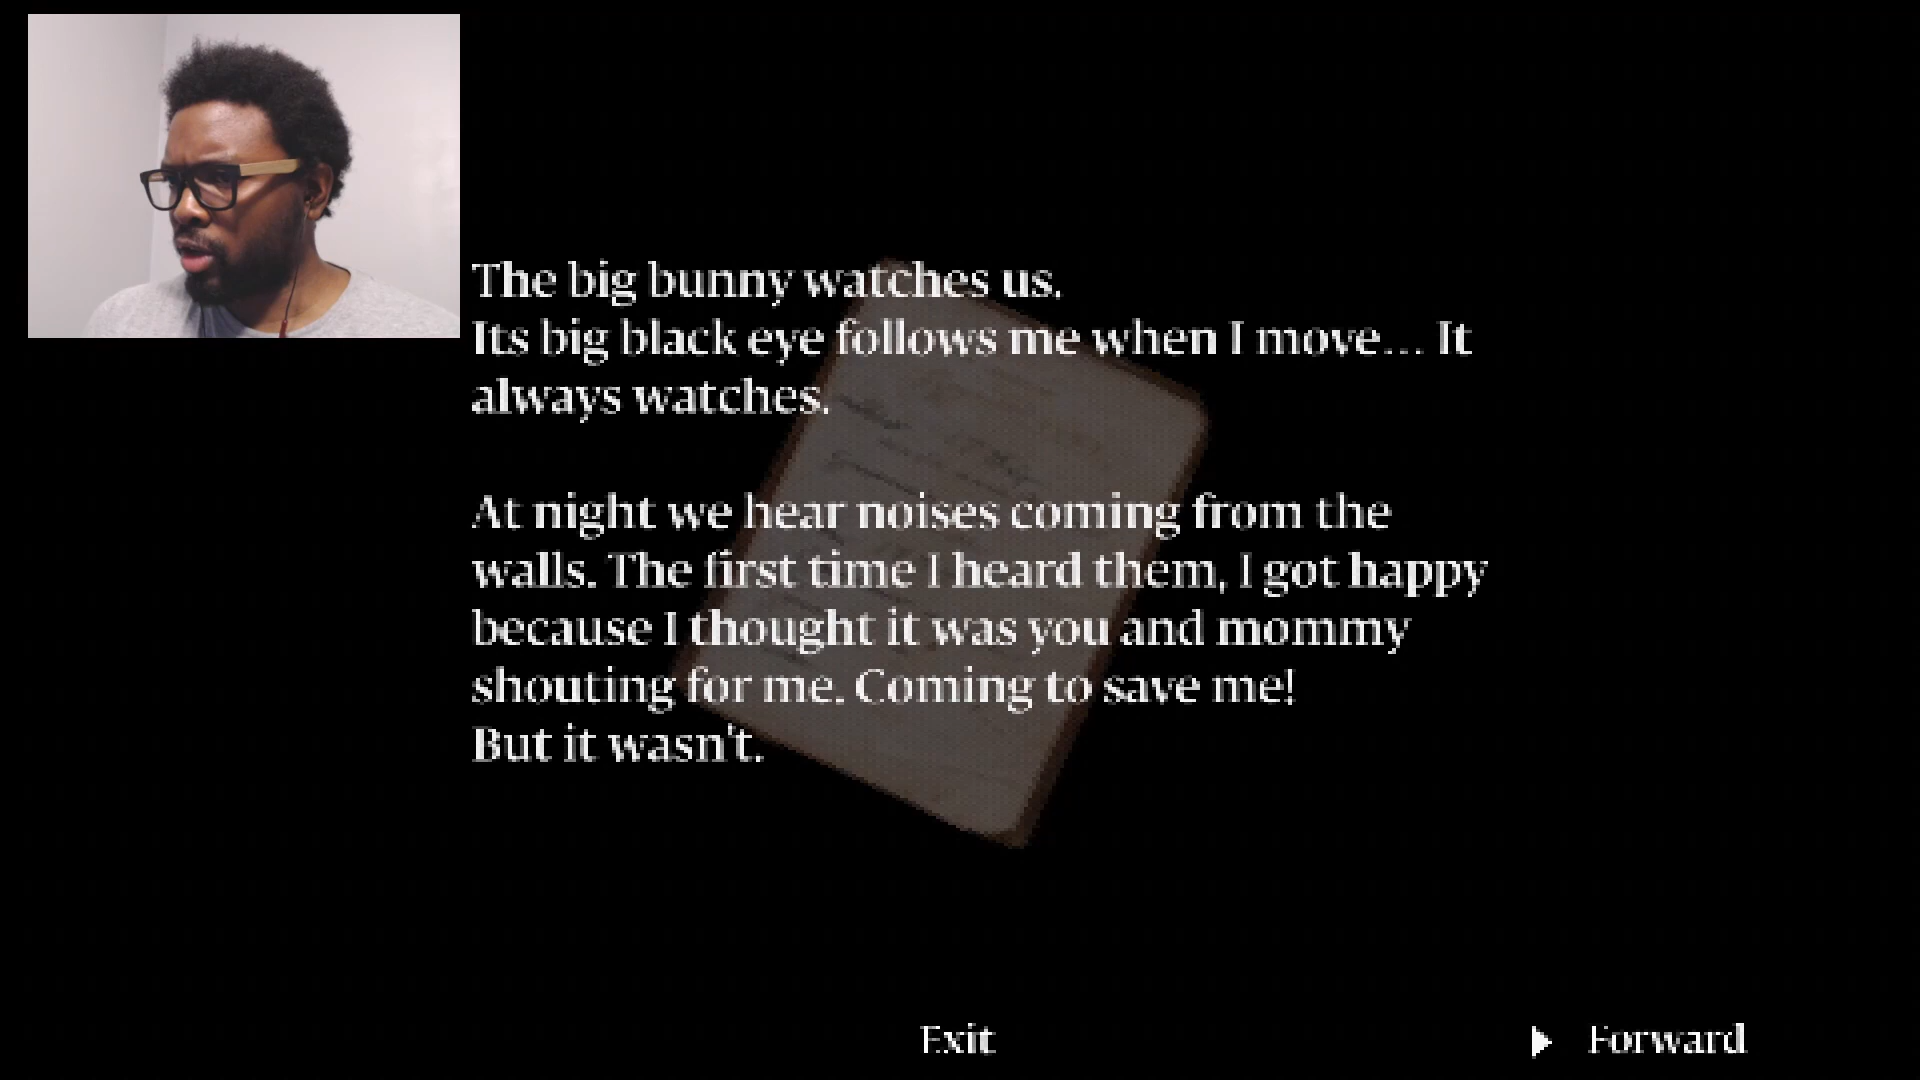 The big bunny watches us.
Its big black eye follows me when I move... It
always watches.
At night we hear noises coming from the
walls. The first time I heard them, I got happy
because I thought it was you and mommy
shouting for me. Coming to save me!
But it wasn't.
Exit
Forward